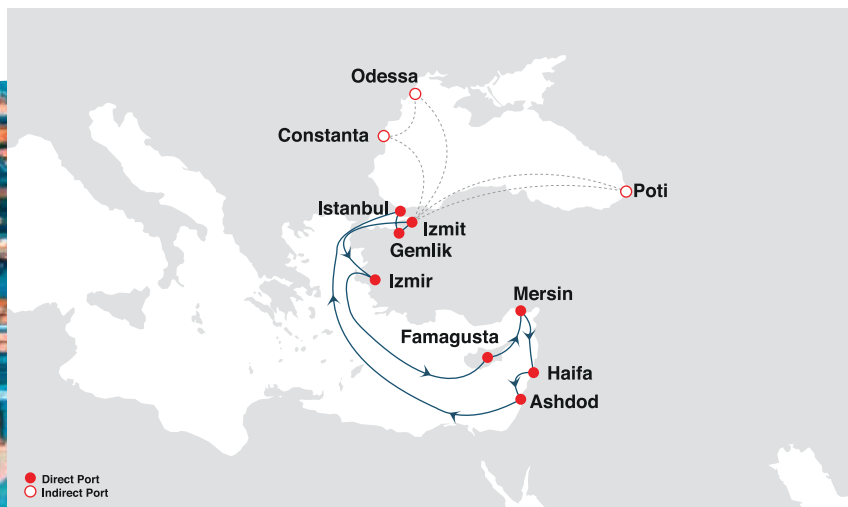 Odessa
Constanta
Poti
Istanbul
Izmit
Gemlik
Izmir
Mersin
Famagusta
Haifa
Ashdod
Direct Port
Indirect Port